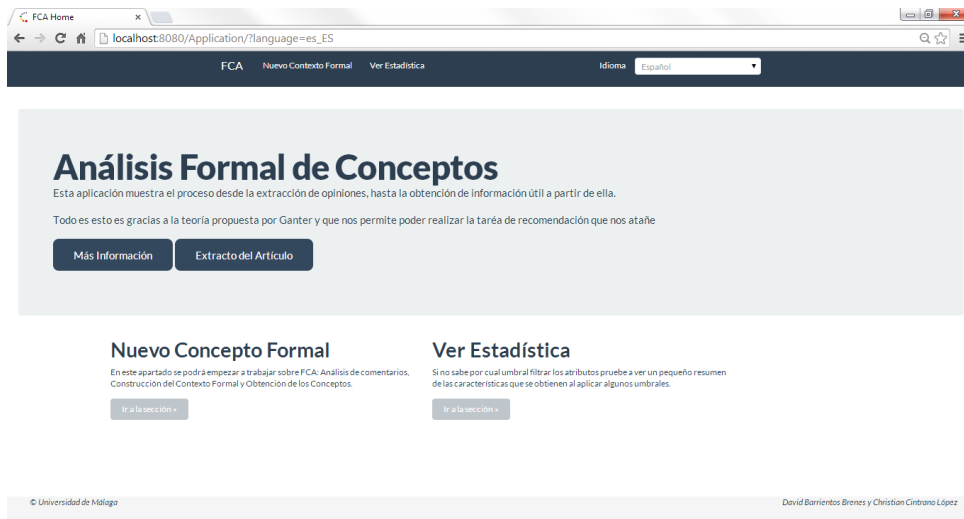 FCA Home
localhost:8080/Application/?language=es_ES
FCA Nuevo Contexto Formal Ver Estadística Idioma Español
Análisis Formal de Conceptos
Esta aplicación muestra el proceso desde la extracción de opiniones, hasta la obtención de información útil a partir de ella.
Todo es esto es gracias a la teoría propuesta por Ganter y que nos permite poder realizar la taréa de recomendación que nos atañe
Más Información Extracto del Artículo
Nuevo Concepto Formal
En este apartado se podrá empezar a trabajar sobre FCA: Análisis de comentarios,
Construcción del Contexto Formal y Obtención de los Conceptos.
Ir a la sección »
Ver Estadística
Si no sabe por cual umbral filtrar los atributos pruebe a ver un pequeño resumen
de las características que se obtienen al aplicar algunos umbrales.
Ir a la sección »
© Universidad de Málaga David Barrientos Brenes y Christian Cintrano López